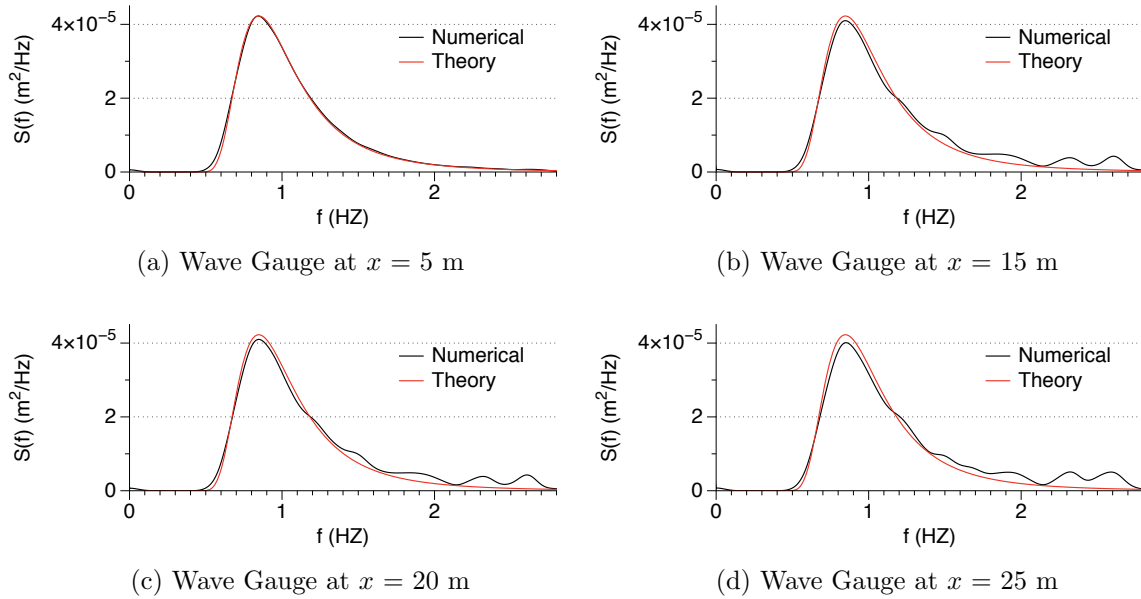 4×10⁻⁵
2
0
S(f) (m²/Hz)
Numerical
Theory
0 1 2
f (HZ)
(a) Wave Gauge at x = 5 m
4×10⁻⁵
2
0
S(f) (m²/Hz)
Numerical
Theory
0 1 2
f (HZ)
(b) Wave Gauge at x = 15 m
4×10⁻⁵
2
0
S(f) (m²/Hz)
Numerical
Theory
0 1 2
f (HZ)
(c) Wave Gauge at x = 20 m
4×10⁻⁵
2
0
S(f) (m²/Hz)
Numerical
Theory
0 1 2
f (HZ)
(d) Wave Gauge at x = 25 m